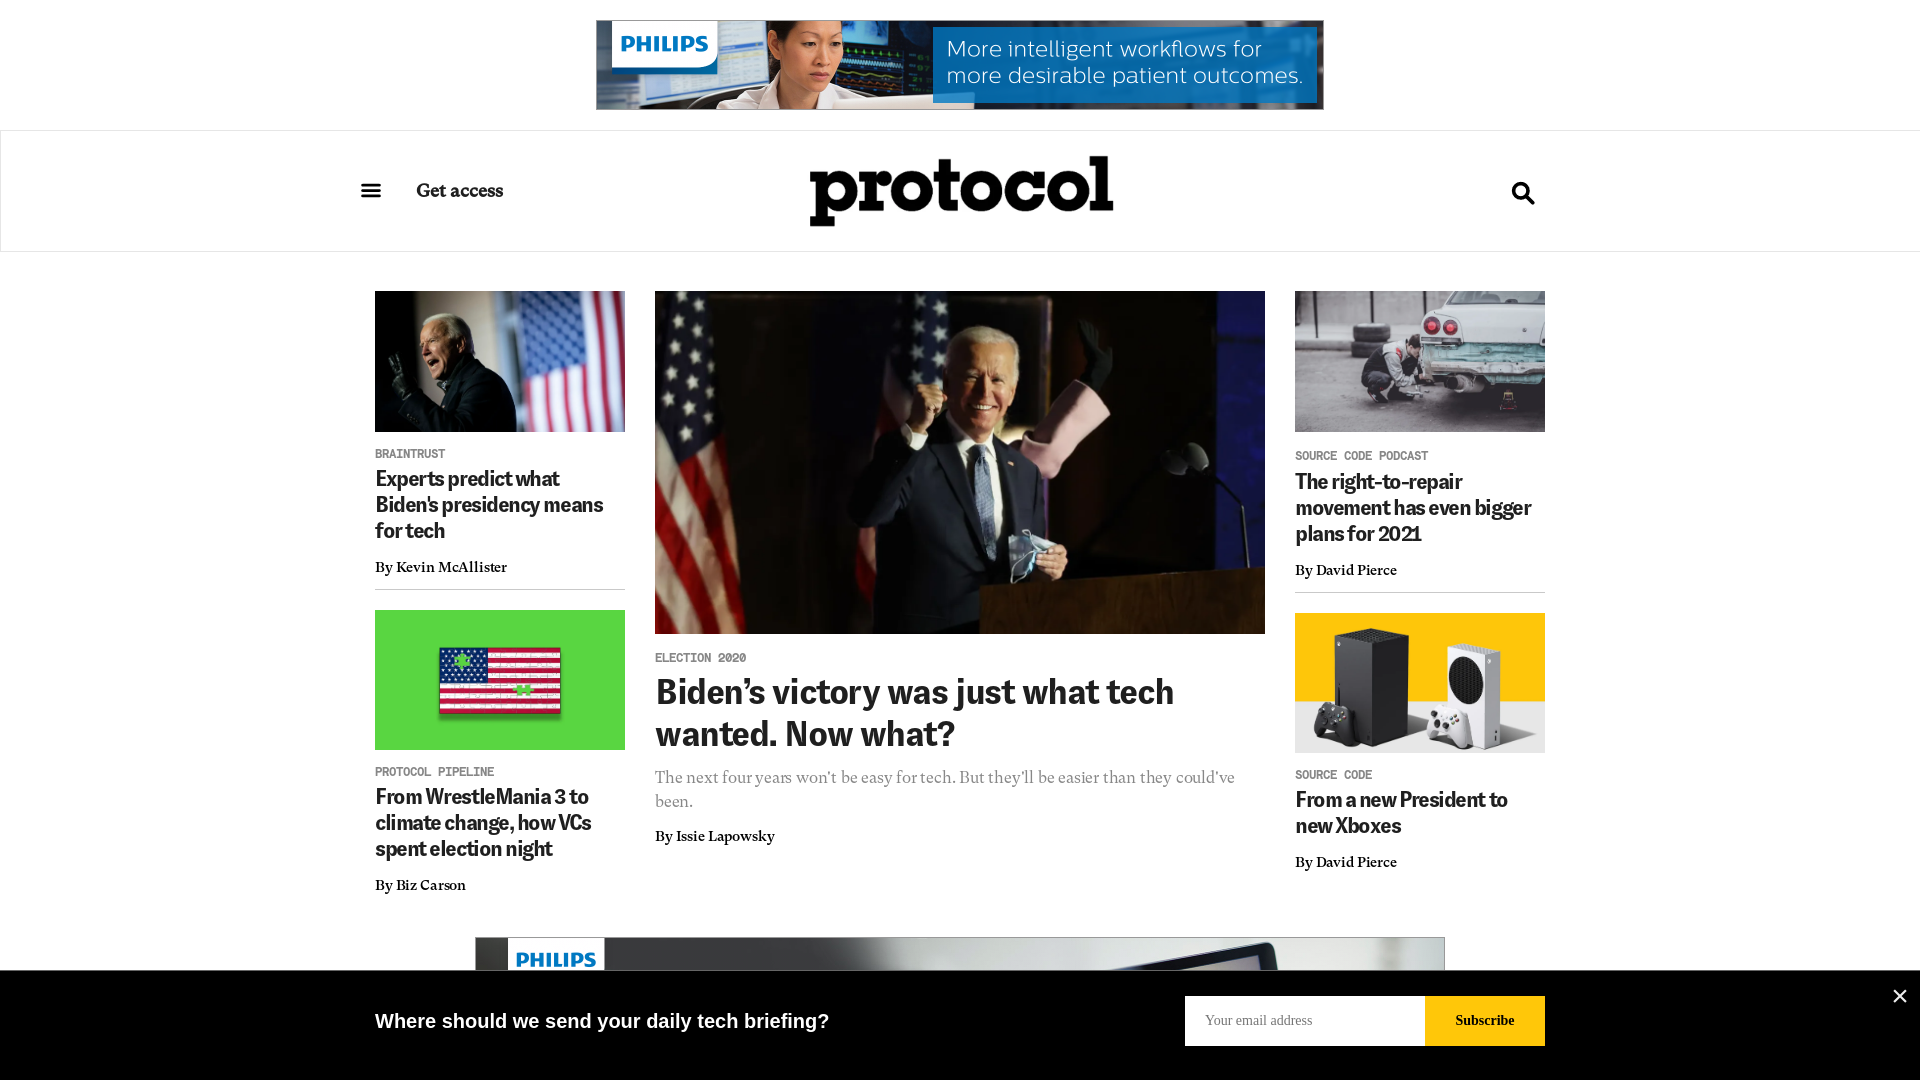 PHILIPS
More intelligent workflows for
more desirable patient outcomes.
Get access
protocol
BRAINTRUST
Experts predict what
Biden's presidency means
for tech
By Kevin McAllister
PROTOCOL PIPELINE
From WrestleMania 3 to
climate change, how VCs
spent election night
By Biz Carson
ELECTION 2020
Biden’s victory was just what tech
wanted. Now what?
The next four years won't be easy for tech. But they'll be easier than they could've
been.
By Issie Lapowsky
SOURCE CODE PODCAST
The right-to-repair
movement has even bigger
plans for 2021
By David Pierce
SOURCE CODE
From a new President to
new Xboxes
By David Pierce
PHILIPS
Where should we send your daily tech briefing?
Your email address
Subscribe